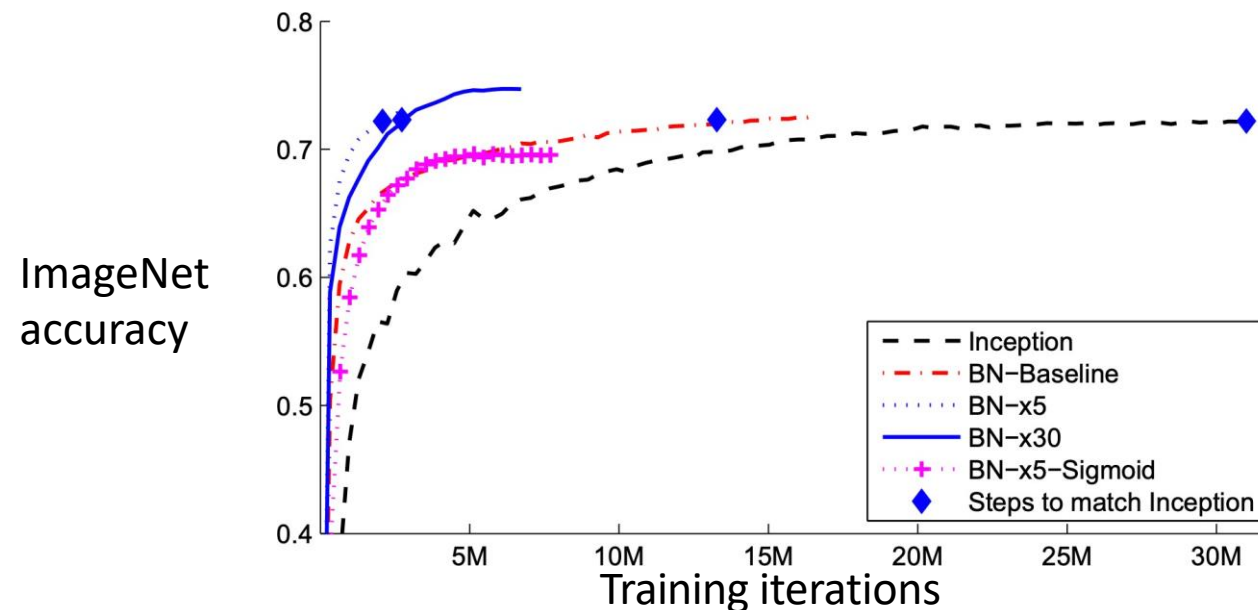 0.8
0.7
0.6
0.5
0.4
ImageNet
accuracy
Inception
BN−Baseline
BN−x5
BN−x30
BN−x5−Sigmoid
Steps to match Inception
5M 10M 15M 20M 25M 30M
Training iterations